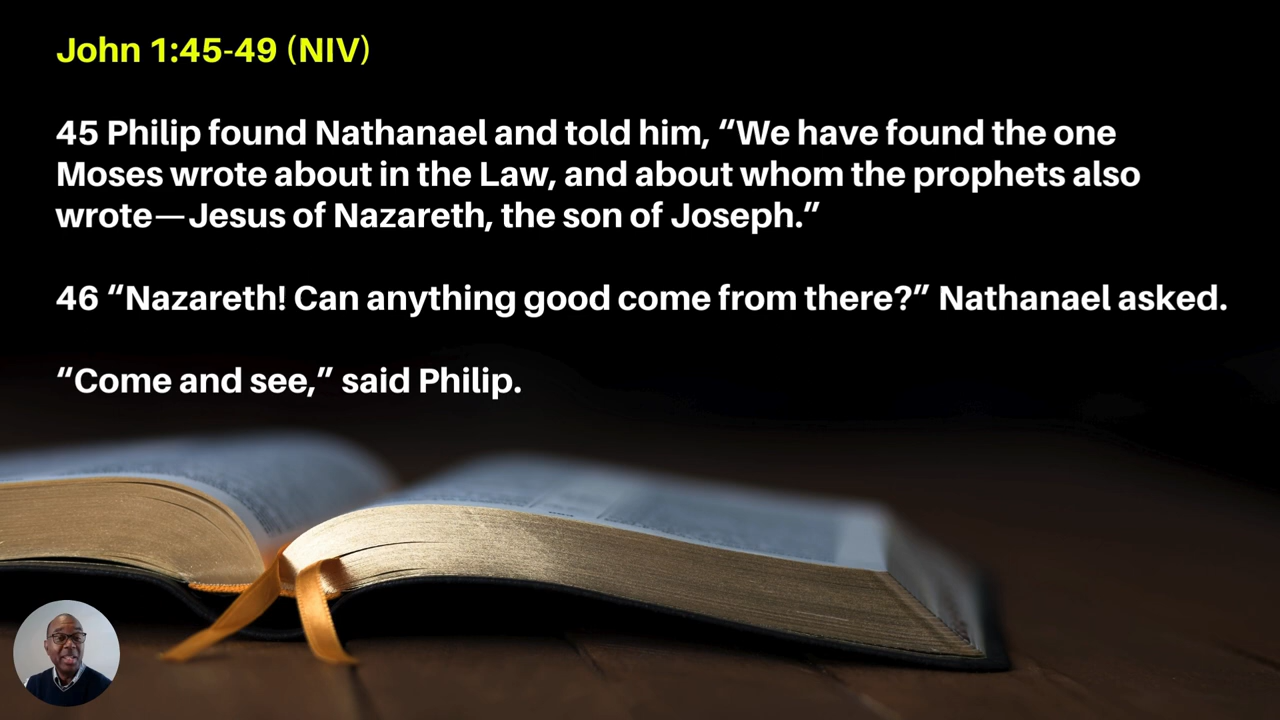 John 1:45-49 (NIV)
45 Philip found Nathanael and told him, “We have found the one
Moses wrote about in the Law, and about whom the prophets also
wrote—Jesus of Nazareth, the son of Joseph.”
46 “Nazareth! Can anything good come from there?” Nathanael asked.
“Come and see,” said Philip.